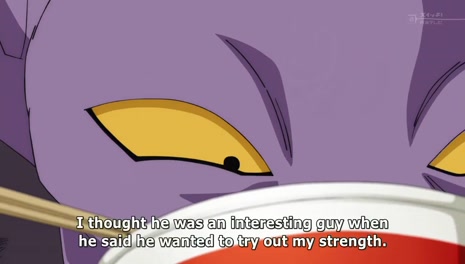 I thought he was an interesting guy when
he said he wanted to try out my strength.